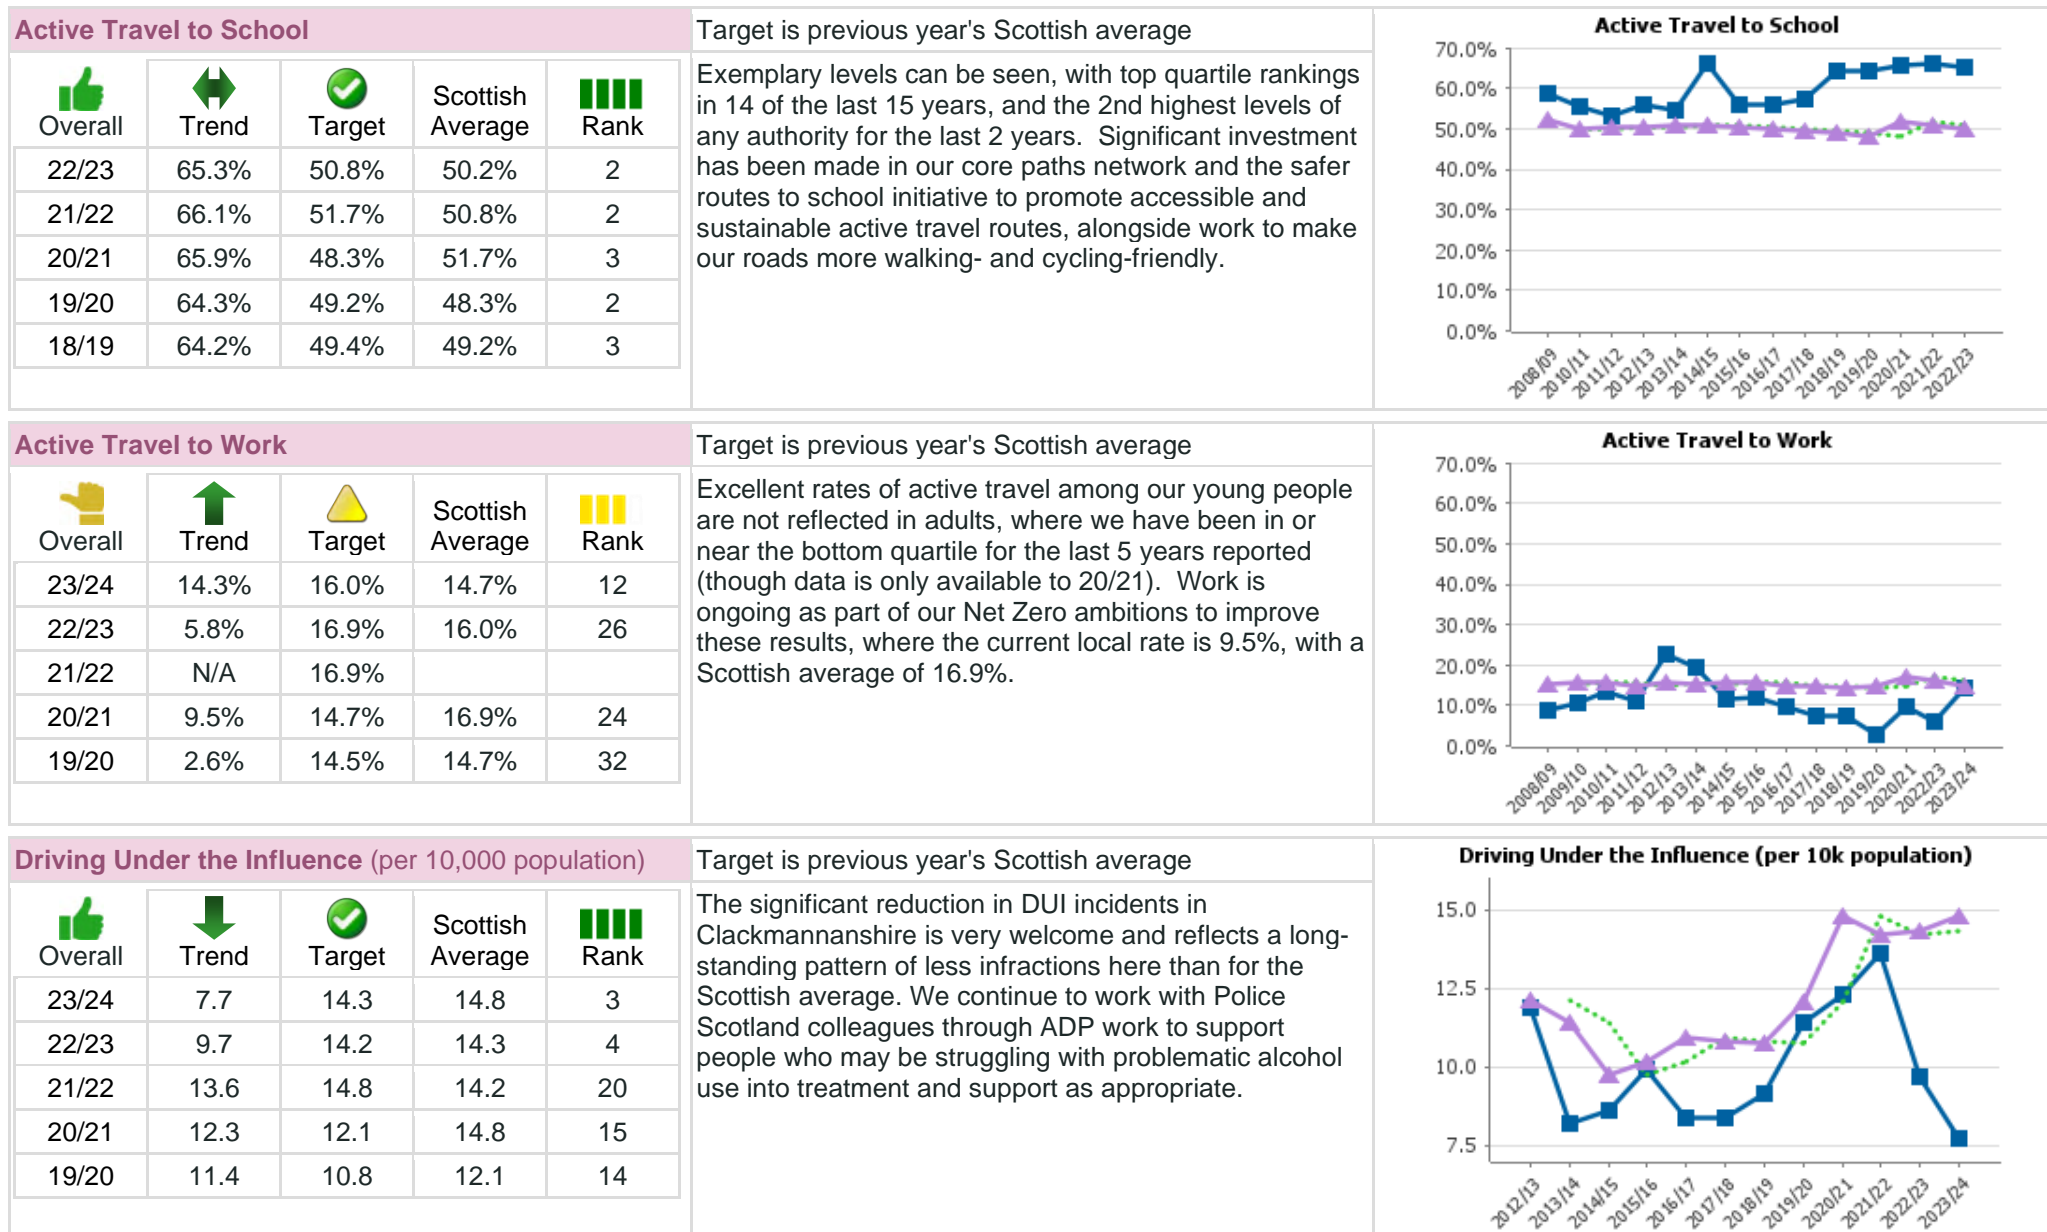 Active Travel to School
Target is previous year's Scottish average
Overall Trend Target Scottish Average Rank
22/23 65.3% 50.8% 50.2% 2
21/22 66.1% 51.7% 50.8% 2
20/21 65.9% 48.3% 51.7% 3
19/20 64.3% 49.2% 48.3% 2
18/19 64.2% 49.4% 49.2% 3
Exemplary levels can be seen, with top quartile rankings
in 14 of the last 15 years, and the 2nd highest levels of
any authority for the last 2 years.  Significant investment
has been made in our core paths network and the safer
routes to school initiative to promote accessible and
sustainable active travel routes, alongside work to make
our roads more walking- and cycling-friendly.
Active Travel to School
70.0%
60.0%
50.0%
40.0%
30.0%
20.0%
10.0%
0.0%
2008/09 2010/11 2011/12 2012/13 2013/14 2014/15 2015/16 2016/17 2017/18 2018/19 2019/20 2020/21 2021/22 2022/23
Active Travel to Work
Target is previous year's Scottish average
Overall Trend Target Scottish Average Rank
23/24 14.3% 16.0% 14.7% 12
22/23 5.8% 16.9% 16.0% 26
21/22 N/A 16.9%
20/21 9.5% 14.7% 16.9% 24
19/20 2.6% 14.5% 14.7% 32
Excellent rates of active travel among our young people
are not reflected in adults, where we have been in or
near the bottom quartile for the last 5 years reported
(though data is only available to 20/21).  Work is
ongoing as part of our Net Zero ambitions to improve
these results, where the current local rate is 9.5%, with a
Scottish average of 16.9%.
Active Travel to Work
70.0%
60.0%
50.0%
40.0%
30.0%
20.0%
10.0%
0.0%
2008/09 2009/10 2010/11 2011/12 2012/13 2013/14 2014/15 2015/16 2016/17 2017/18 2018/19 2019/20 2020/21 2022/23 2023/24
Driving Under the Influence (per 10,000 population)
Target is previous year's Scottish average
Overall Trend Target Scottish Average Rank
23/24 7.7 14.3 14.8 3
22/23 9.7 14.2 14.3 4
21/22 13.6 14.8 14.2 20
20/21 12.3 12.1 14.8 15
19/20 11.4 10.8 12.1 14
The significant reduction in DUI incidents in
Clackmannanshire is very welcome and reflects a long-
standing pattern of less infractions here than for the
Scottish average. We continue to work with Police
Scotland colleagues through ADP work to support
people who may be struggling with problematic alcohol
use into treatment and support as appropriate.
Driving Under the Influence (per 10k population)
15.0
12.5
10.0
7.5
2012/13 2013/14 2014/15 2015/16 2016/17 2017/18 2018/19 2019/20 2020/21 2021/22 2022/23 2023/24